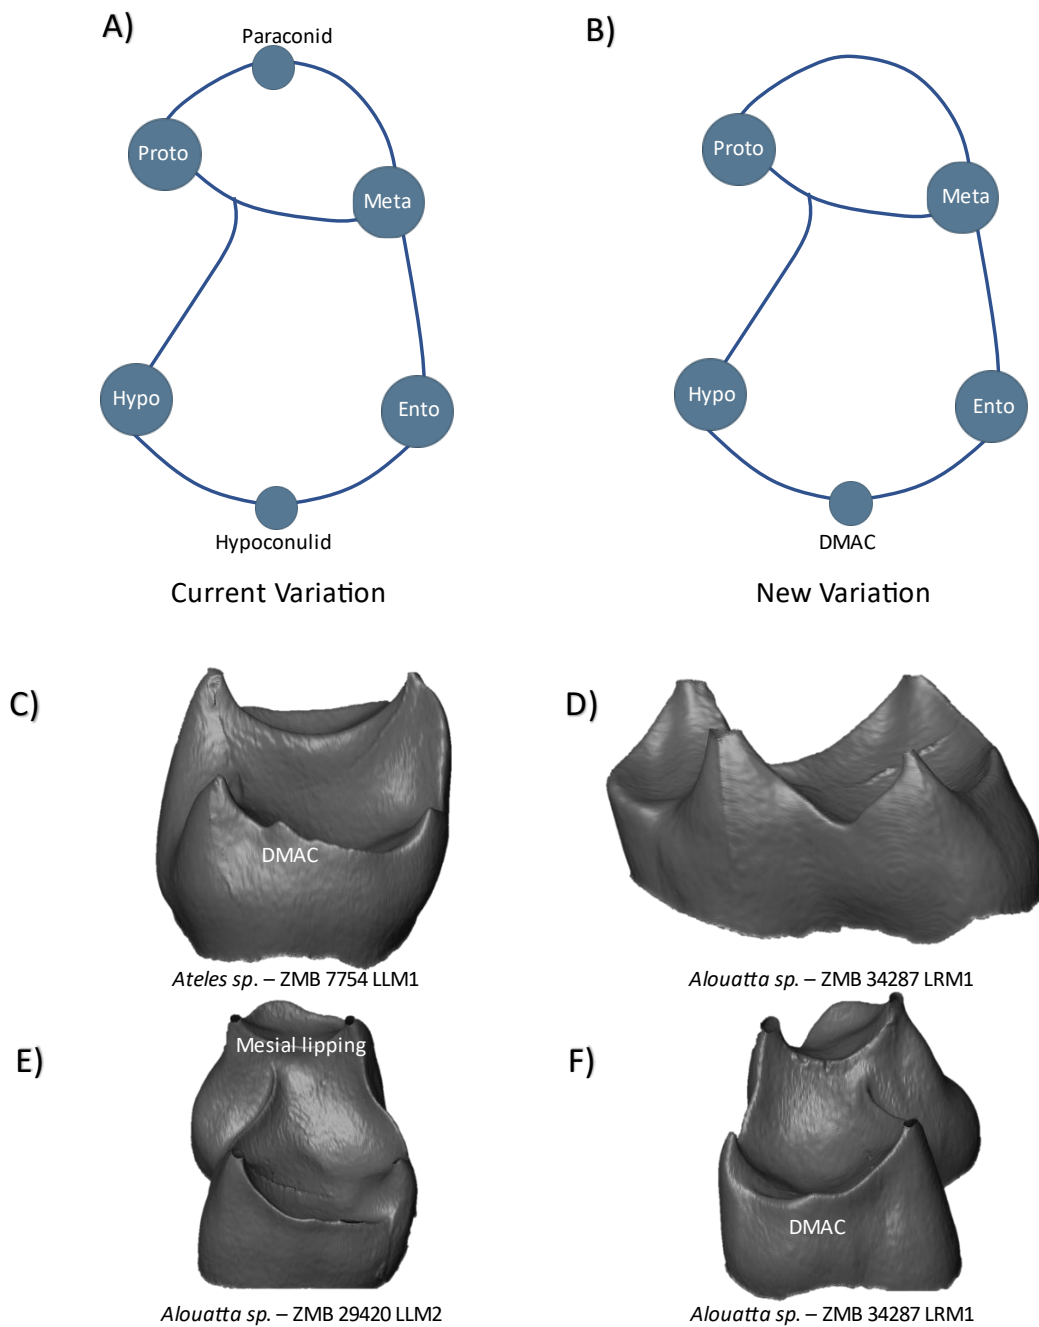 A)
Paraconid
Proto
Meta
Hypo
Ento
Hypoconulid
Current Variation
B)
Proto
Meta
Hypo
Ento
DMAC
New Variation
C)
DMAC
Ateles sp. – ZMB 7754 LLM1
D)
Alouatta sp. – ZMB 34287 LRM1
E)
Mesial lipping
Alouatta sp. – ZMB 29420 LLM2
F)
DMAC
Alouatta sp. – ZMB 34287 LRM1